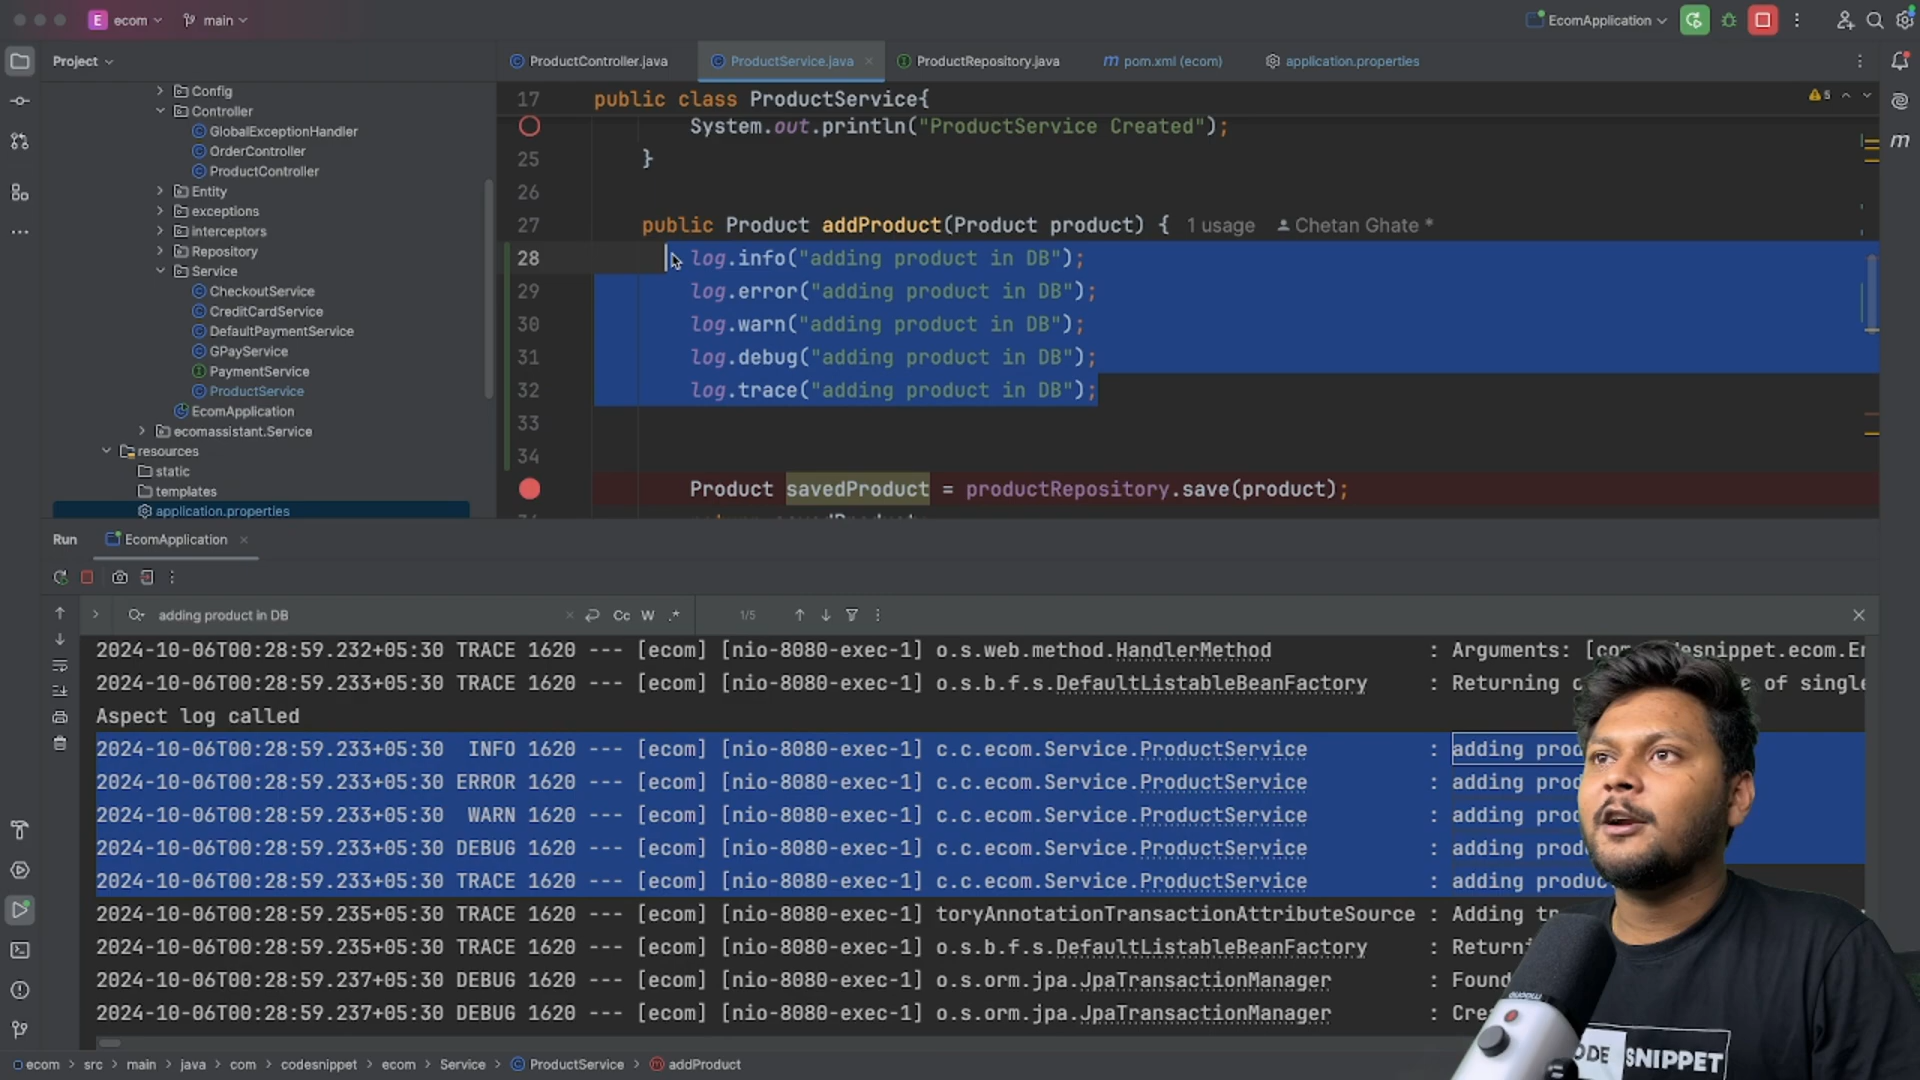 E ecom main EcomApplication
Project
ProductController.java ProductService.java ProductRepository.java pom.xml (ecom) application.properties
Config
Controller
GlobalExceptionHandler
OrderController
ProductController
Entity
exceptions
interceptors
Repository
Service
CheckoutService
CreditCardService
DefaultPaymentService
GPayService
PaymentService
ProductService
EcomApplication
ecomassistant.Service
resources
static
templates
application.properties
17 public class ProductService{
5
System.out.println("ProductService Created");
25 }
26
27 public Product addProduct(Product product) { 1 usage Chetan Ghate *
28 log.info("adding product in DB");
29 log.error("adding product in DB");
30 log.warn("adding product in DB");
31 log.debug("adding product in DB");
32 log.trace("adding product in DB");
33
34
Product savedProduct = productRepository.save(product);
Run EcomApplication
adding product in DB Cc W .* 1/5
2024-10-06T00:28:59.232+05:30 TRACE 1620 --- [ecom] [nio-8080-exec-1] o.s.web.method.HandlerMethod : Arguments:
2024-10-06T00:28:59.233+05:30 TRACE 1620 --- [ecom] [nio-8080-exec-1] o.s.b.f.s.DefaultListableBeanFactory : Returning of
Aspect log called
2024-10-06T00:28:59.233+05:30 INFO 1620 --- [ecom] [nio-8080-exec-1] c.c.ecom.Service.ProductService : adding
2024-10-06T00:28:59.233+05:30 ERROR 1620 --- [ecom] [nio-8080-exec-1] c.c.ecom.Service.ProductService : adding
2024-10-06T00:28:59.233+05:30 WARN 1620 --- [ecom] [nio-8080-exec-1] c.c.ecom.Service.ProductService : adding
2024-10-06T00:28:59.233+05:30 DEBUG 1620 --- [ecom] [nio-8080-exec-1] c.c.ecom.Service.ProductService : adding
2024-10-06T00:28:59.233+05:30 TRACE 1620 --- [ecom] [nio-8080-exec-1] c.c.ecom.Service.ProductService : adding
2024-10-06T00:28:59.235+05:30 TRACE 1620 --- [ecom] [nio-8080-exec-1] toryAnnotationTransactionAttributeSource : Adding
2024-10-06T00:28:59.235+05:30 TRACE 1620 --- [ecom] [nio-8080-exec-1] o.s.b.f.s.DefaultListableBeanFactory :
2024-10-06T00:28:59.237+05:30 DEBUG 1620 --- [ecom] [nio-8080-exec-1] o.s.orm.jpa.JpaTransactionManager : Found
2024-10-06T00:28:59.237+05:30 DEBUG 1620 --- [ecom] [nio-8080-exec-1] o.s.orm.jpa.JpaTransactionManager :
SNIPPET
ecom > src > main > java > com > codesnippet > ecom > Service > ProductService > addProduct